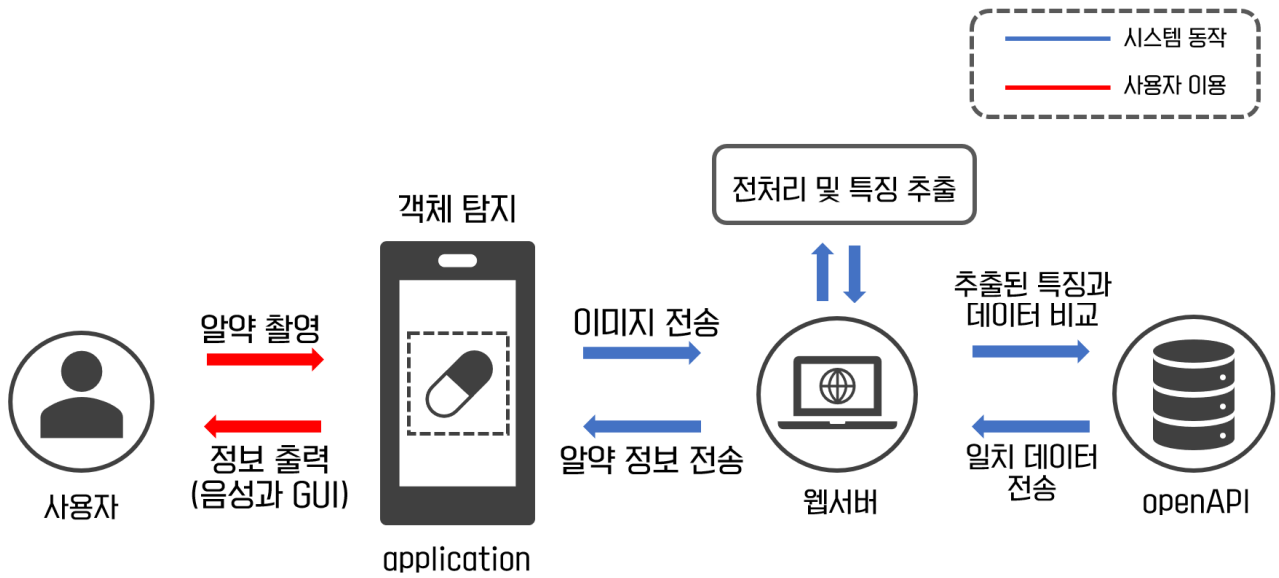 시스템 동작
사용자 이용
전처리 및 특징 추출
객체 탐지
추출된 특징과
데이터 비교
알약 촬영
이미지 전송
정보 출력
(음성과 GUI)
알약 정보 전송
일치 데이터
전송
사용자
웹서버
openAPI
application